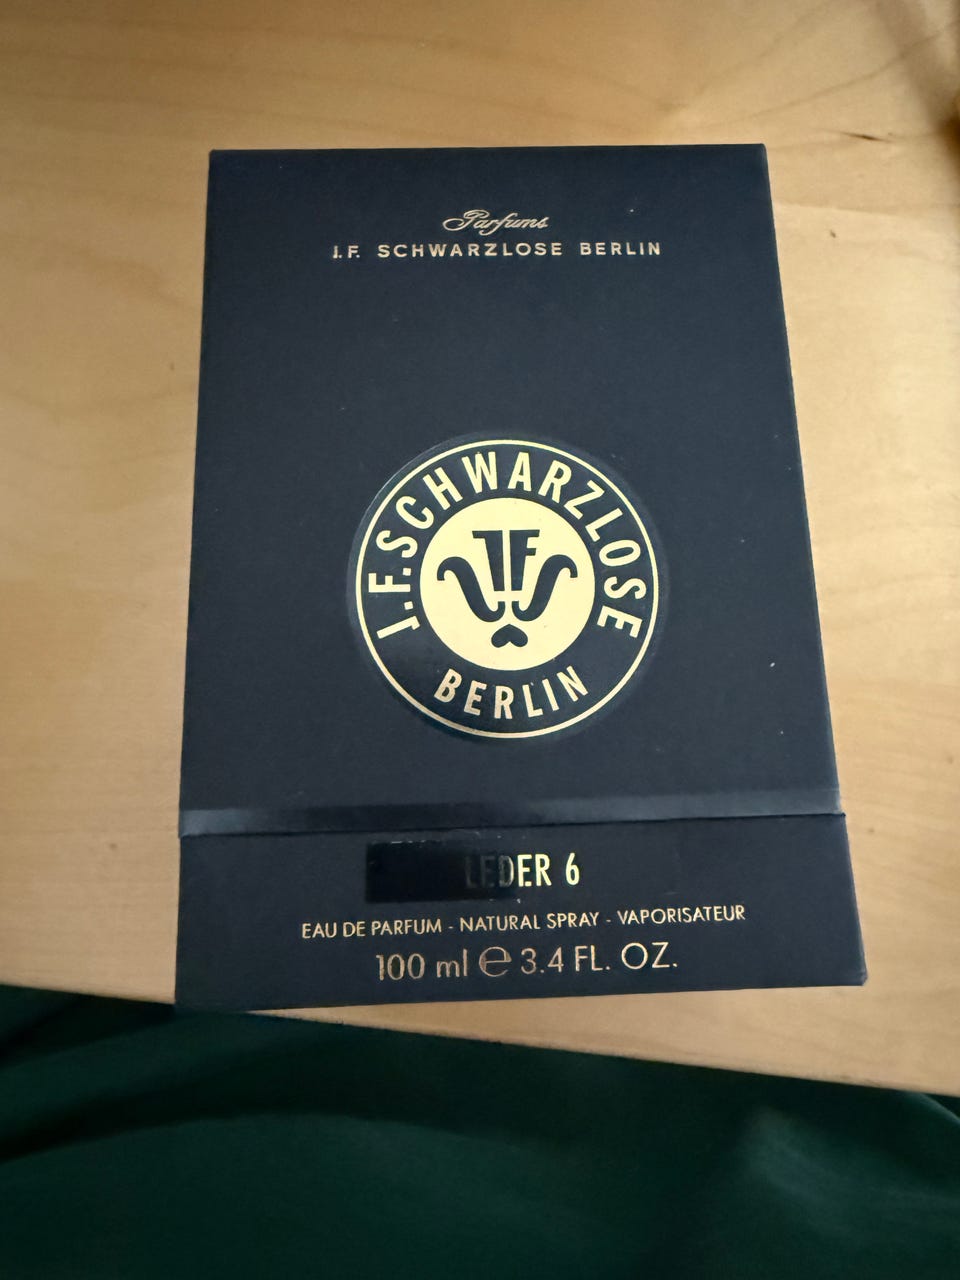 Parfums
J.F. SCHWARZLOSE BERLIN
J.F. SCHWARZLOSE
JF
BERLIN
LEDER 6
EAU DE PARFUM - NATURAL SPRAY - VAPORISATEUR
100 ml ℮ 3.4 FL. OZ.